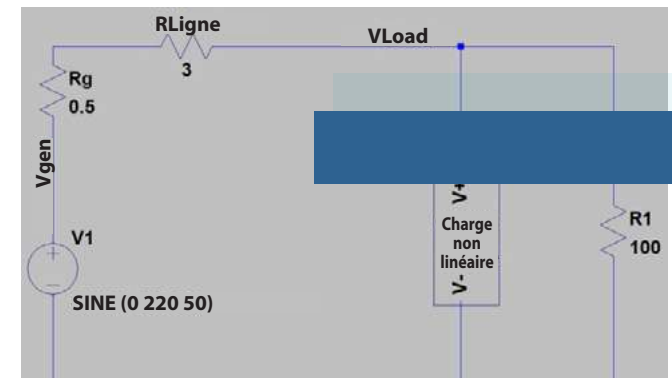 RLigne
3
VLoad
Rg
0.5
Vgen
V1
SINE (0 220 50)
Charge
non
linéaire
V-
R1
100